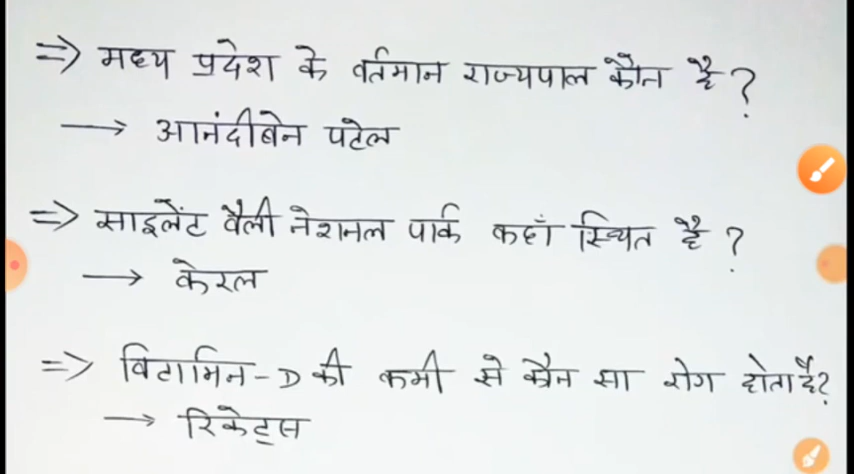 => मध्य प्रदेश के वर्तमान राज्यपाल कौन है?
→ आनंदीबेन पटेल
=> साइलेंट वैली नेशनल पार्क कहाँ स्थित है?
→ केरल
=> विटामिन-D की कमी से कौन सा रोग होता है?
→ रिकेट्स